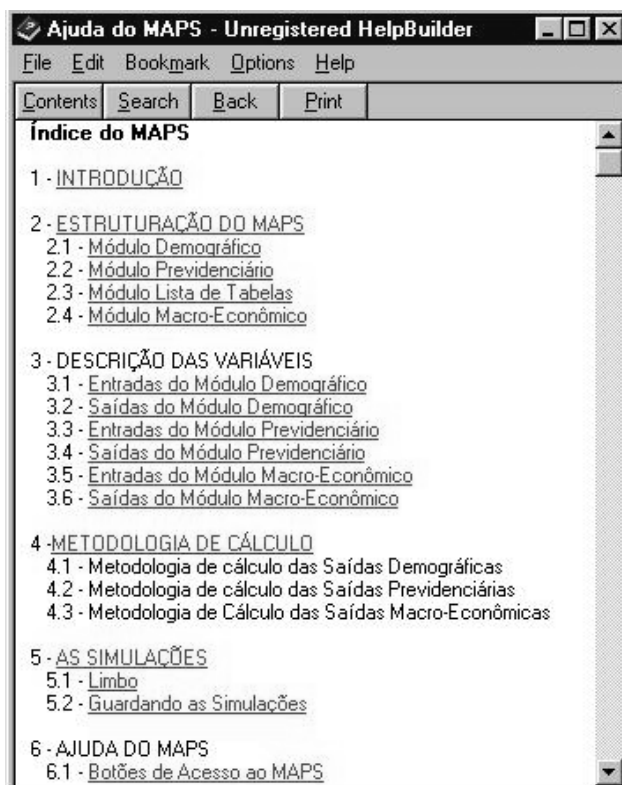 Ajuda do MAPS - Unregistered HelpBuilder
File Edit Bookmark Options Help
Contents Search Back Print
Índice do MAPS
1 - INTRODUÇÃO
2 - ESTRUTURAÇÃO DO MAPS
2.1 - Módulo Demográfico
2.2 - Módulo Previdenciário
2.3 - Módulo Lista de Tabelas
2.4 - Módulo Macro-Econômico
3 - DESCRIÇÃO DAS VARIÁVEIS
3.1 - Entradas do Módulo Demográfico
3.2 - Saídas do Módulo Demográfico
3.3 - Entradas do Módulo Previdenciário
3.4 - Saídas do Módulo Previdenciário
3.5 - Entradas do Módulo Macro-Econômico
3.6 - Saídas do Módulo Macro-Econômico
4 -METODOLOGIA DE CÁLCULO
4.1 - Metodologia de cálculo das Saídas Demográficas
4.2 - Metodologia de cálculo das Saídas Previdenciárias
4.3 - Metodologia de Cálculo das Saídas Macro-Econômicas
5 - AS SIMULAÇÕES
5.1 - Limbo
5.2 - Guardando as Simulações
6 - AJUDA DO MAPS
6.1 - Botões de Acesso ao MAPS